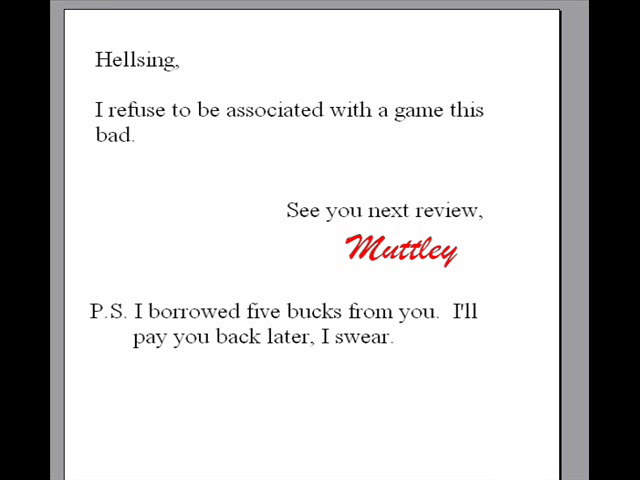 Hellsing,
I refuse to be associated with a game this
bad.
See you next review,
Muttley
P.S. I borrowed five bucks from you.  I'll
pay you back later, I swear.